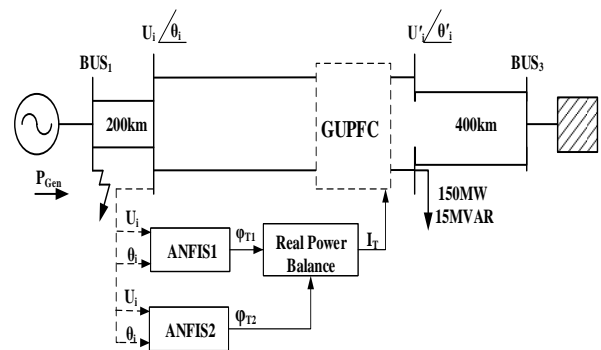 Uᵢ∠θᵢ
U'ᵢ∠θ'ᵢ
BUS₁
BUS₃
200km
GUPFC
400km
P_Gen
150MW
15MVAR
Uᵢ
θᵢ
ANFIS1
φ_T1
Real Power
Balance
I_T
Uᵢ
θᵢ
ANFIS2
φ_T2